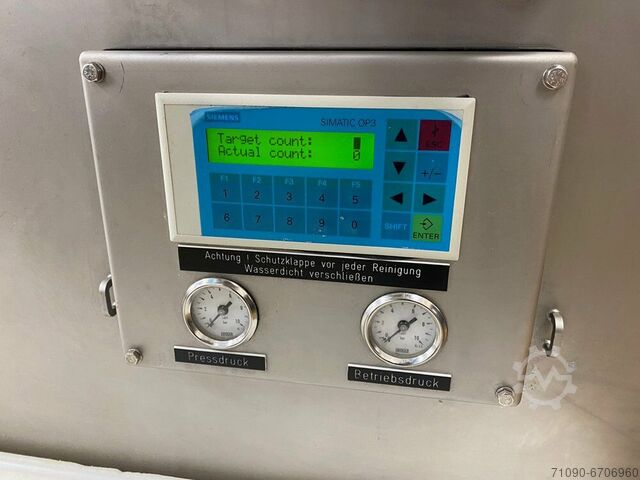 SIEMENS
SIMATIC OP3
Target count:
Actual count: 0
ESC
+/-
F1 F2 F3 F4 F5
1 2 3 4 5
6 7 8 9 0
SHIFT
ENTER
Achtung ! Schutzklappe vor jeder Reinigung
Wasserdicht verschließen
Pressdruck
Betriebsdruck
71090-6706960